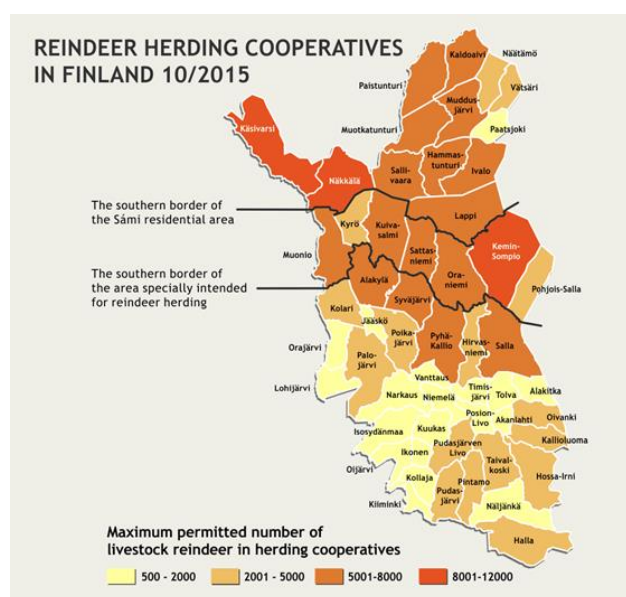 REINDEER HERDING COOPERATIVES
IN FINLAND 10/2015
Kaldoaivi
Näätämö
Paistunturi
Vätsäri
Muddus-
järvi
Käsivarsi
Muotkatunturi
Paatsjoki
Näkkälä
Salli-
vaara
Hammas-
tunturi
Ivalo
The southern border of
the Sámi residential area
Lappi
Kyrö
Kuiva-
salmi
Muonio
Sattas-
niemi
Kemin-
Sompio
The southern border of
the area specially intended
for reindeer herding
Alakylä
Ora-
niemi
Pohjois-Salla
Syväjärvi
Kolari
Jääskö
Poika-
järvi
Pyhä-
Kallio
Hirvas-
niemi
Salla
Orajärvi
Palo-
järvi
Lohijärvi
Vanttaus
Narkaus
Niemelä
Timis-
järvi
Tolva
Alakitka
Posion-
Livo
Akanlahti
Oivanki
Isosydänmaa
Kuukas
Kallioluoma
Pudasjärven
Livo
Ikonen
Taival-
koski
Oijärvi
Kollaja
Pintamo
Hossa-Irni
Pudas-
järvi
Näljänkä
Kiiminki
Halla
Maximum permitted number of
livestock reindeer in herding cooperatives
500 - 2000
2001 - 5000
5001-8000
8001-12000